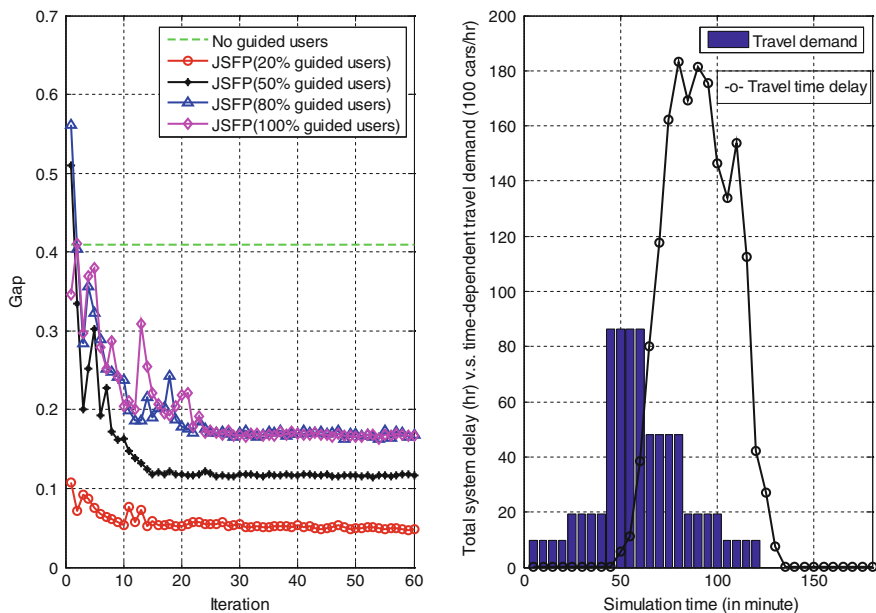 0.7
0.6
0.5
0.4
0.3
0.2
0.1
0
Gap
0
10
20
30
40
50
60
Iteration
No guided users
JSFP(20% guided users)
JSFP(50% guided users)
JSFP(80% guided users)
JSFP(100% guided users)
200
180
160
140
120
100
80
60
40
20
0
Total system delay (hr) v.s. time-dependent travel demand (100 cars/hr)
0
50
100
150
Simulation time (in minute)
Travel demand
-o- Travel time delay